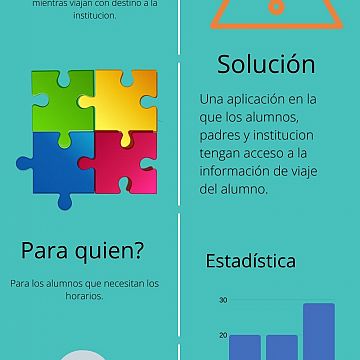 mientras viajan con destino a la
institucion.
Solución
Una aplicación en la
que los alumnos,
padres y institucion
tengan acceso a la
información de viaje
del alumno.
Para quien?
Para los alumnos que necesitan los
horarios.
Estadística
30
20